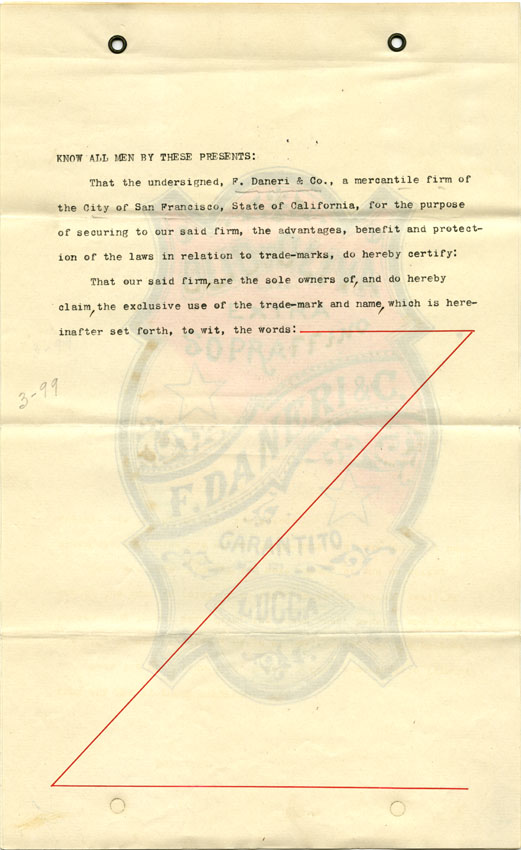 KNOW ALL MEN BY THESE PRESENTS:
That the undersigned, F. Daneri & Co., a mercantile firm of
the City of San Francisco, State of California, for the purpose
of securing to our said firm, the advantages, benefit and protect-
ion of the laws in relation to trade-marks, do hereby certify:
That our said firm, are the sole owners of, and do hereby
claim, the exclusive use of the trade-mark and name, which is here-
inafter set forth, to wit, the words:
EXTRA
SOPRAFFINO
3-99
F. DANERI & C.
GARANTITO
LUCCA